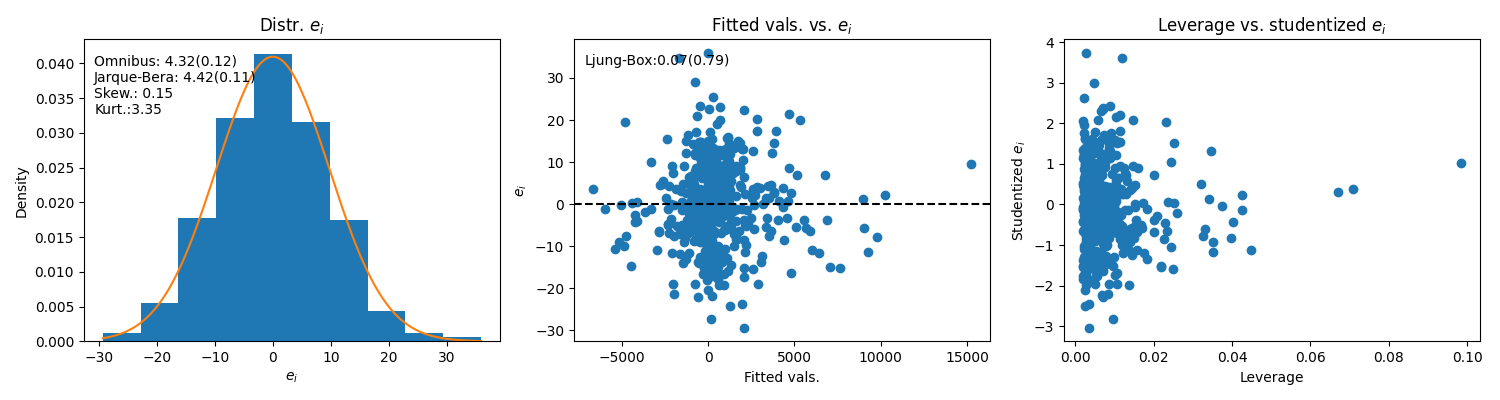 Distr. e_i
Omnibus: 4.32(0.12)
Jarque-Bera: 4.42(0.11)
Skew.: 0.15
Kurt.:3.35
Density
0.040
0.035
0.030
0.025
0.020
0.015
0.010
0.005
0.000
−30 −20 −10 0 10 20 30
e_i
Fitted vals. vs. e_i
Ljung-Box:0.07(0.79)
e_i
30
20
10
0
−10
−20
−30
−5000 0 5000 10000 15000
Fitted vals.
Leverage vs. studentized e_i
Studentized e_i
4
3
2
1
0
−1
−2
−3
0.00 0.02 0.04 0.06 0.08 0.10
Leverage